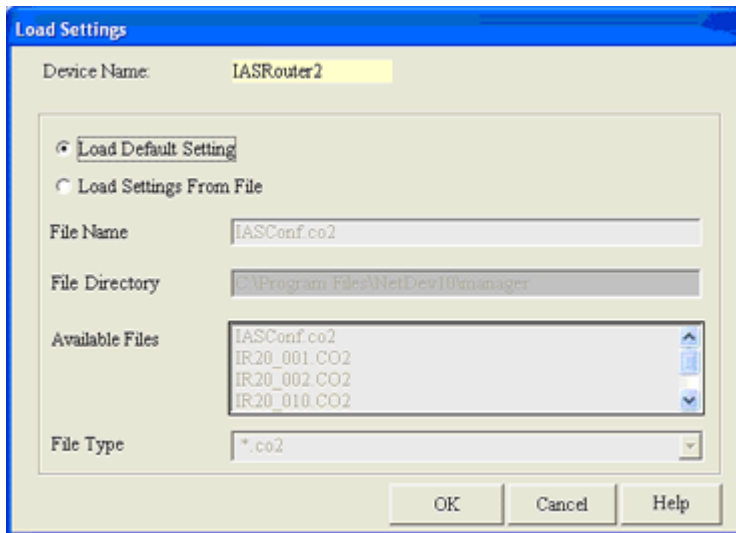 Load Settings
Device Name: IASRouter2
Load Default Setting
Load Settings From File
File Name IASConf.co2
File Directory C:\Program Files\NetDev10\manager
Available Files IASConf.co2
IR20_001.CO2
IR20_002.CO2
IR20_010.CO2
File Type *.co2
OK Cancel Help